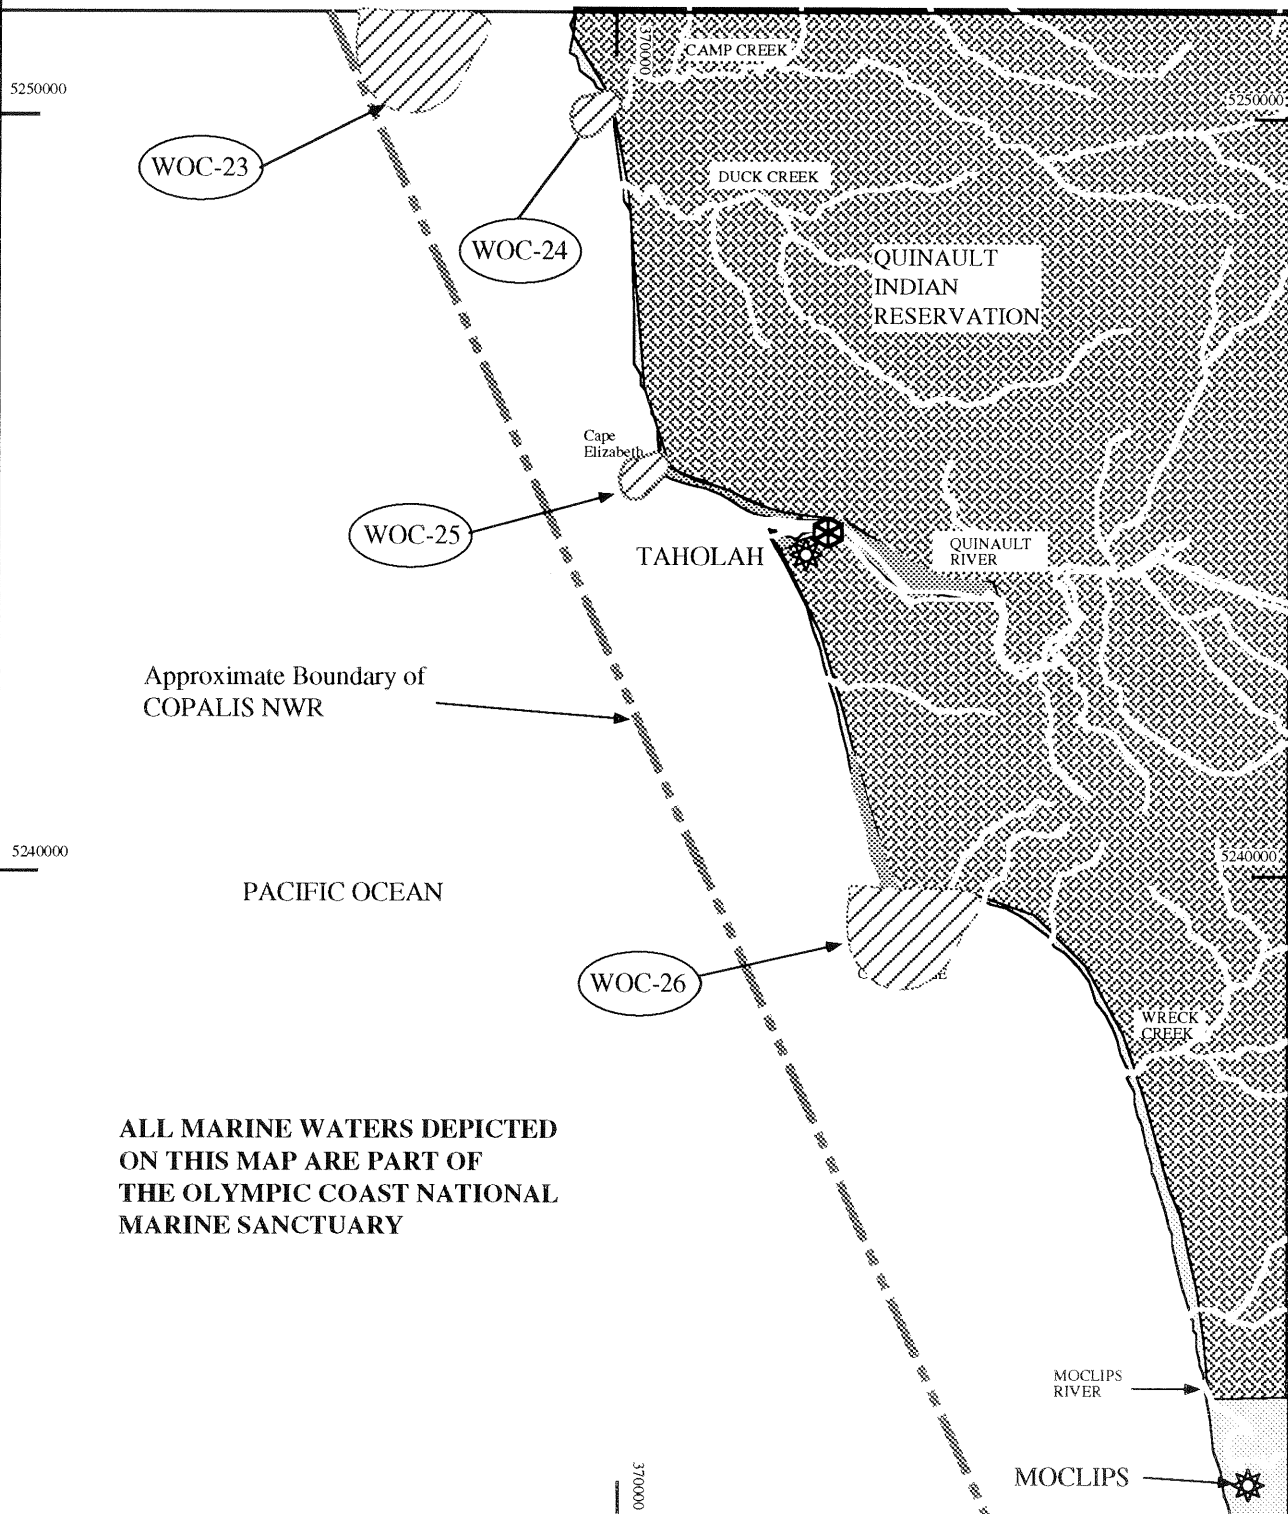 370000
CAMP CREEK
5250000
5250000
WOC-23
DUCK CREEK
WOC-24
QUINAULT
INDIAN
RESERVATION
Cape
Elizabeth
WOC-25
TAHOLAH
QUINAULT
RIVER
Approximate Boundary of
COPALIS NWR
5240000
5240000
PACIFIC OCEAN
WOC-26
WRECK
CREEK
ALL MARINE WATERS DEPICTED
ON THIS MAP ARE PART OF
THE OLYMPIC COAST NATIONAL
MARINE SANCTUARY
MOCLIPS
RIVER
MOCLIPS
370000